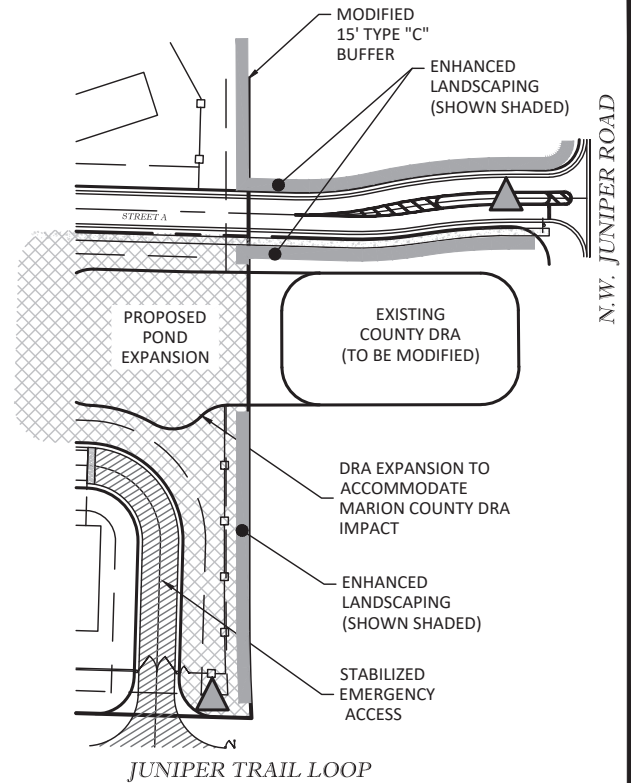 MODIFIED
15' TYPE "C"
BUFFER
ENHANCED
LANDSCAPING
(SHOWN SHADED)
N.W. JUNIPER ROAD
STREET A
PROPOSED
POND
EXPANSION
EXISTING
COUNTY DRA
(TO BE MODIFIED)
DRA EXPANSION TO
ACCOMMODATE
MARION COUNTY DRA
IMPACT
ENHANCED
LANDSCAPING
(SHOWN SHADED)
STABILIZED
EMERGENCY
ACCESS
JUNIPER TRAIL LOOP